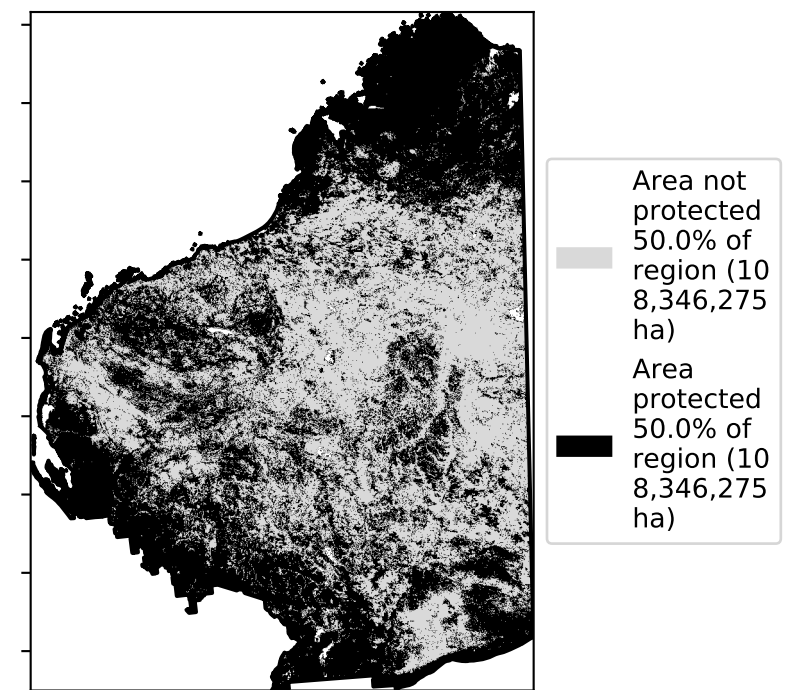 Area not
protected
50.0% of
region (10
8,346,275
ha)
Area
protected
50.0% of
region (10
8,346,275
ha)